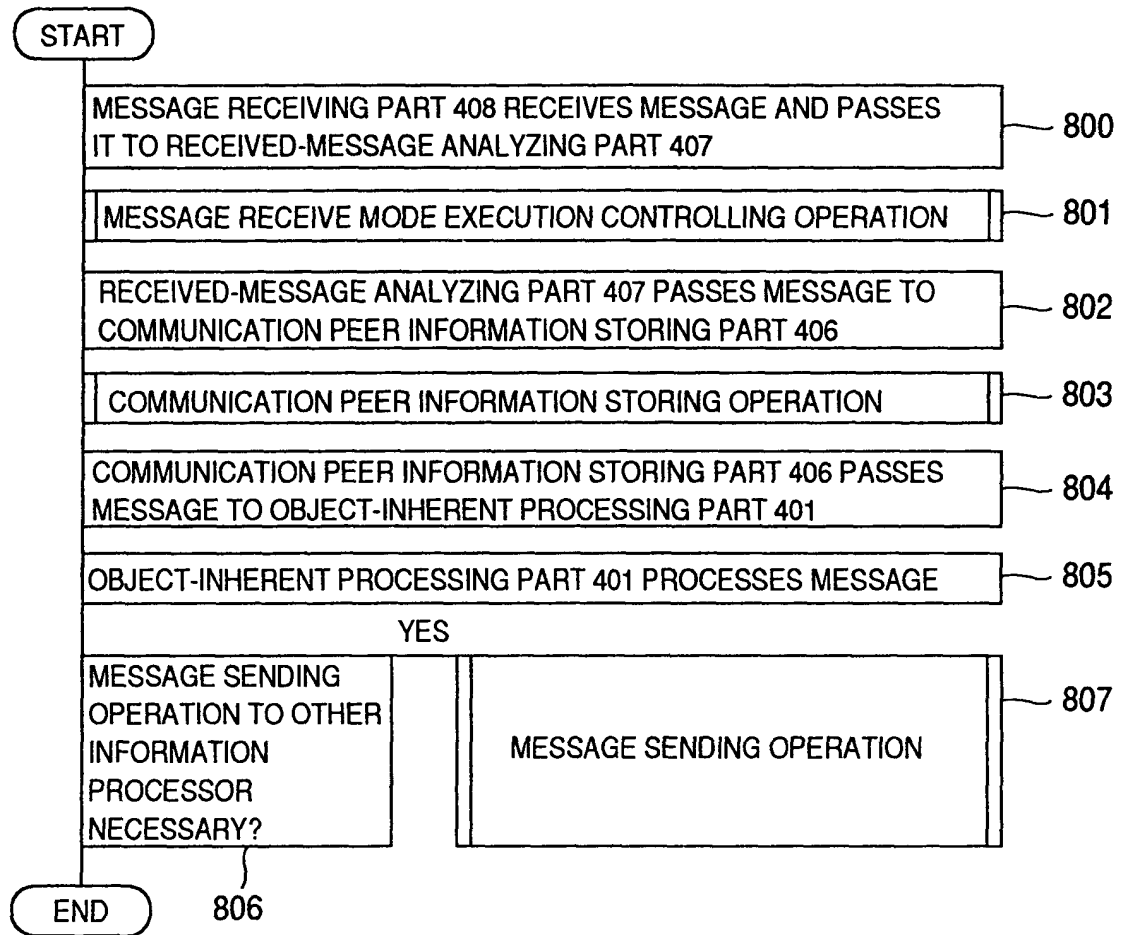 START
MESSAGE RECEIVING PART 408 RECEIVES MESSAGE AND PASSES
IT TO RECEIVED-MESSAGE ANALYZING PART 407
800
MESSAGE RECEIVE MODE EXECUTION CONTROLLING OPERATION
801
RECEIVED-MESSAGE ANALYZING PART 407 PASSES MESSAGE TO
COMMUNICATION PEER INFORMATION STORING PART 406
802
COMMUNICATION PEER INFORMATION STORING OPERATION
803
COMMUNICATION PEER INFORMATION STORING PART 406 PASSES
MESSAGE TO OBJECT-INHERENT PROCESSING PART 401
804
OBJECT-INHERENT PROCESSING PART 401 PROCESSES MESSAGE
805
YES
MESSAGE SENDING
OPERATION TO OTHER
INFORMATION
PROCESSOR
NECESSARY?
MESSAGE SENDING OPERATION
807
806
END